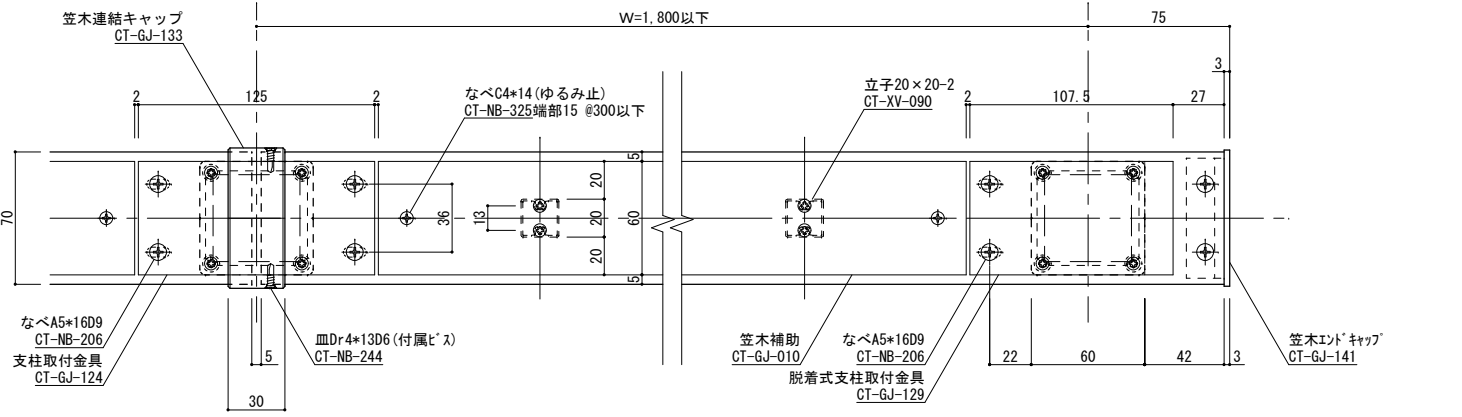 笠木連結キャップ
CT-GJ-133
W=1,800以下
75
3
2
125
2
なべC4*14(ゆるみ止)
CT-NB-325端部15 @300以下
立子20×20-2
CT-XV-090
2
107.5
27
70
36
13
20
20
20
5
60
5
なべA5*16D9
CT-NB-206
支柱取付金具
CT-GJ-124
皿Dr4*13D6(付属ビス)
CT-NB-244
5
30
笠木補助
CT-GJ-010
なべA5*16D9
CT-NB-206
脱着式支柱取付金具
CT-GJ-129
22
60
42
3
笠木エンドキャップ
CT-GJ-141